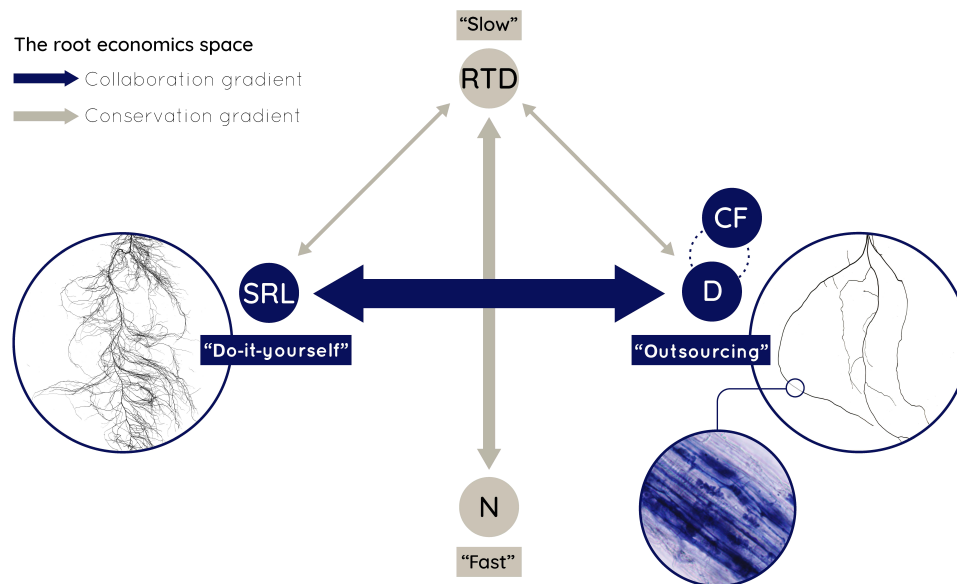 “Slow”
The root economics space
RTD
Collaboration gradient
Conservation gradient
CF
SRL
D
“Do-it-yourself”
“Outsourcing”
N
“Fast”